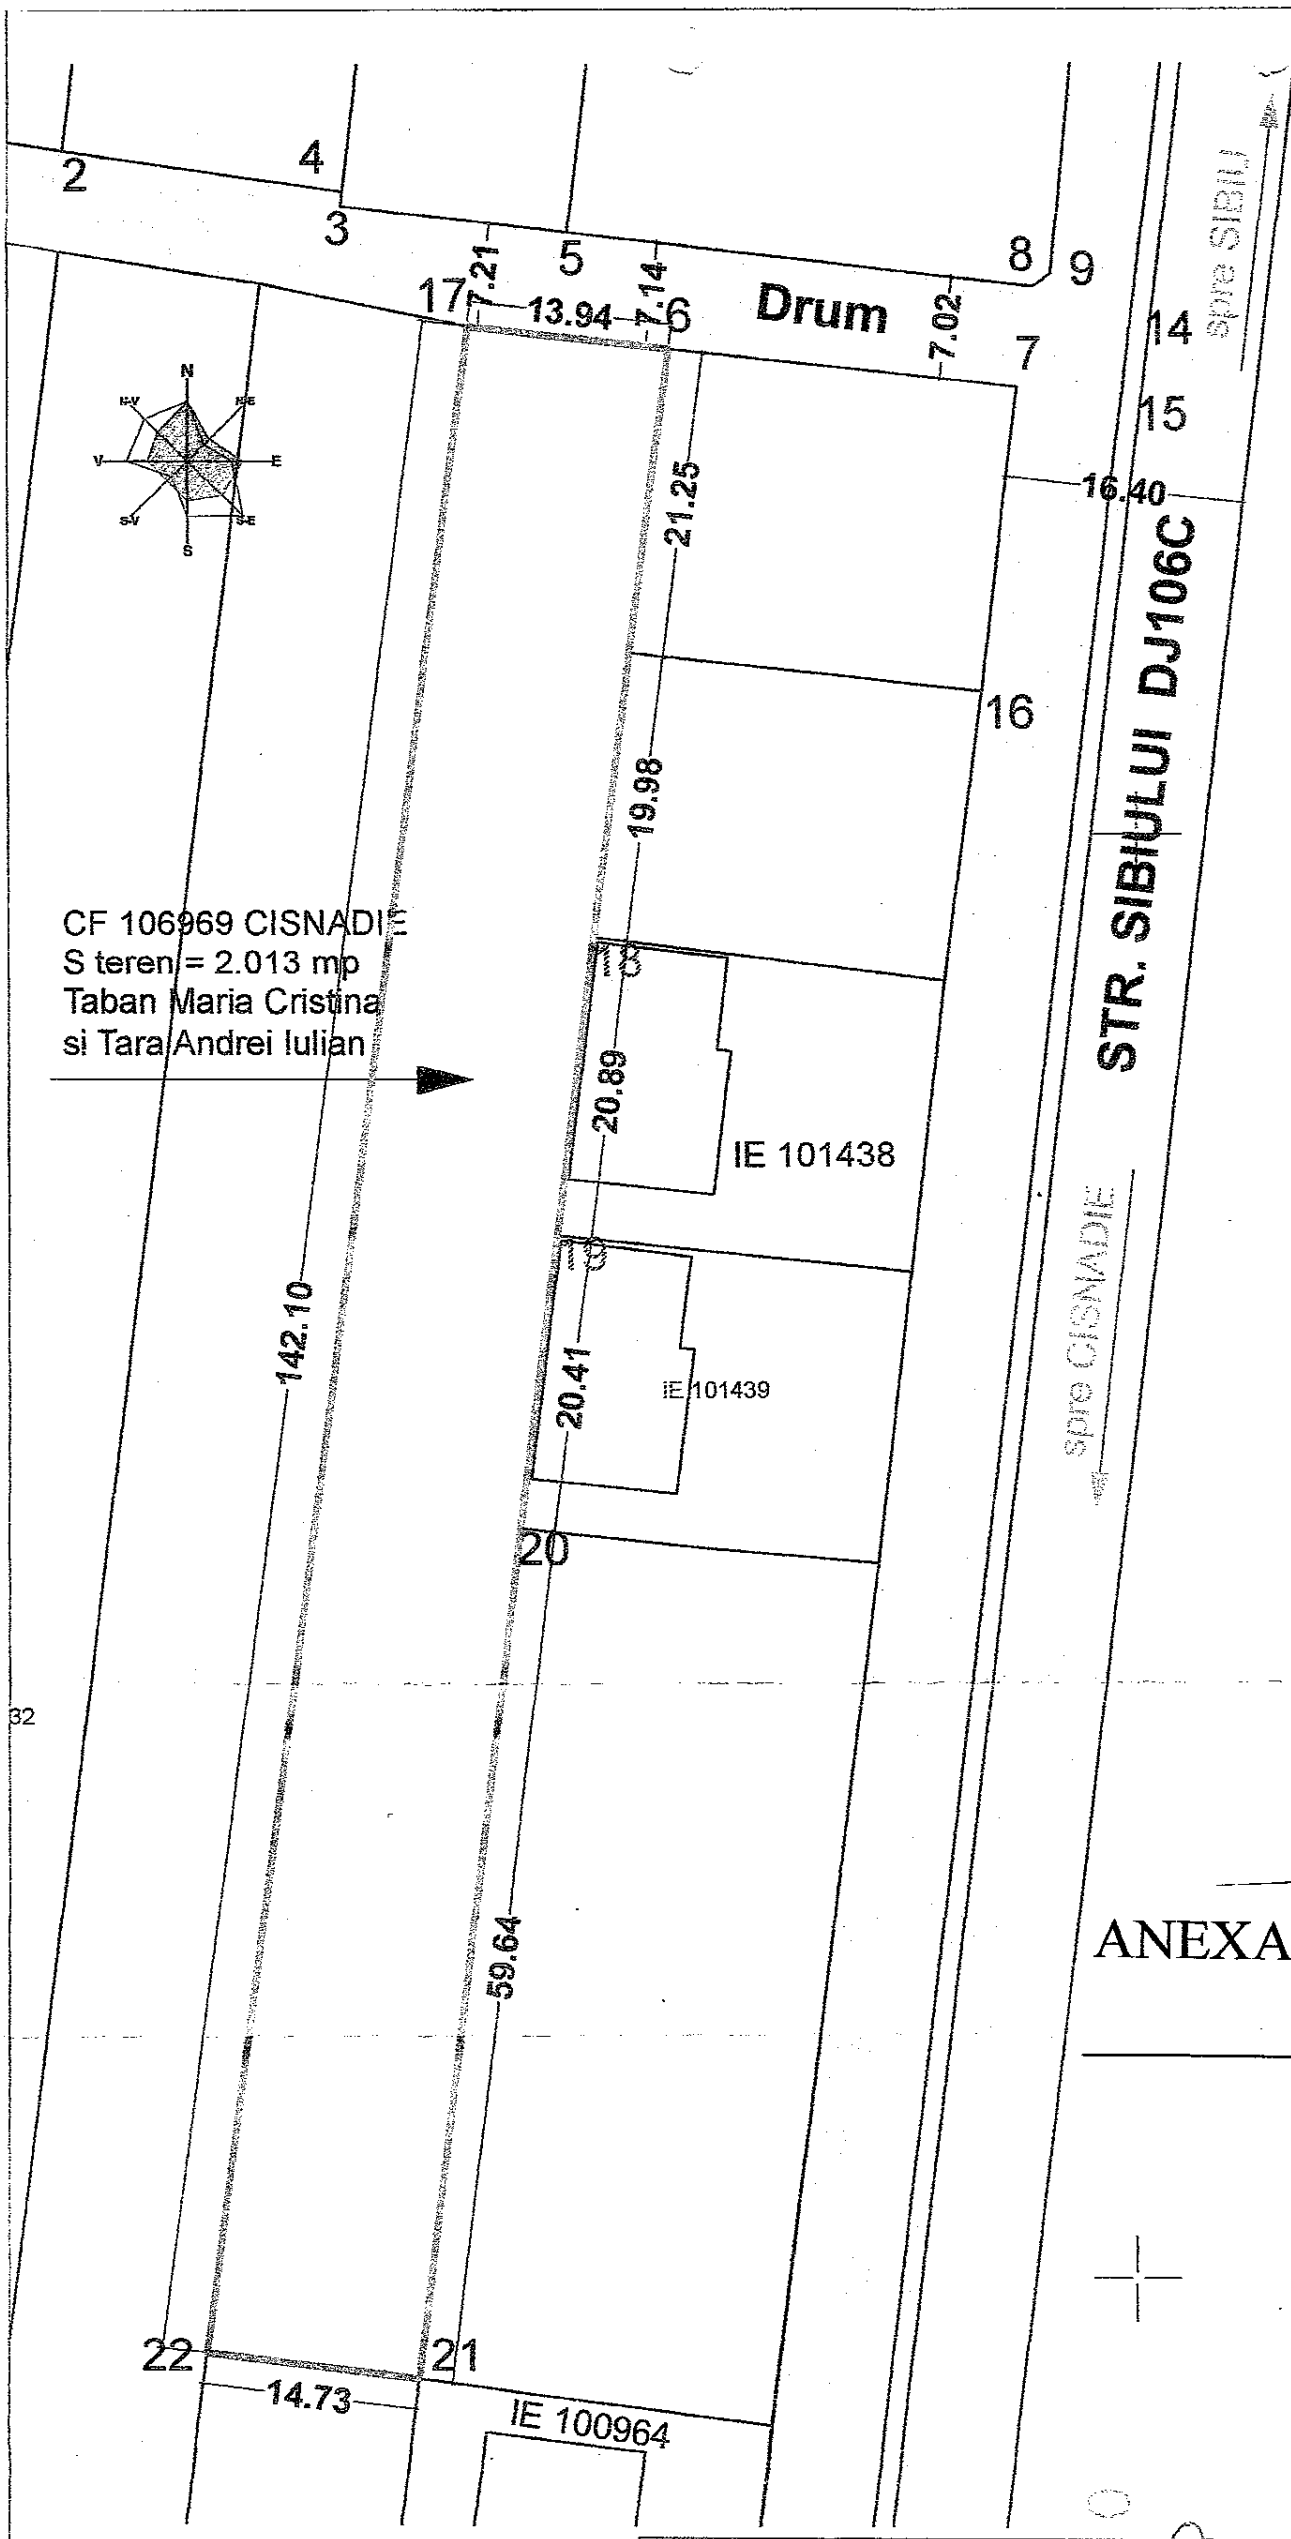 2
4
3
5
8
9
spre SIBIU
17
7.21
13.94
7.14
6
Drum
7.02
7
14
15
N
N-V
N-E
V
E
S-V
S-E
S
21.25
16.40
STR. SIBIULUI DJ106C
16
19.98
CF 106969 CISNADIE
S teren = 2.013 mp
Taban Maria Cristina
si Tara Andrei Iulian
18
20.89
IE 101438
spre CISNADIE
19
142.10
20.41
IE 101439
20
32
59.64
ANEXA
22
21
14.73
IE 100964